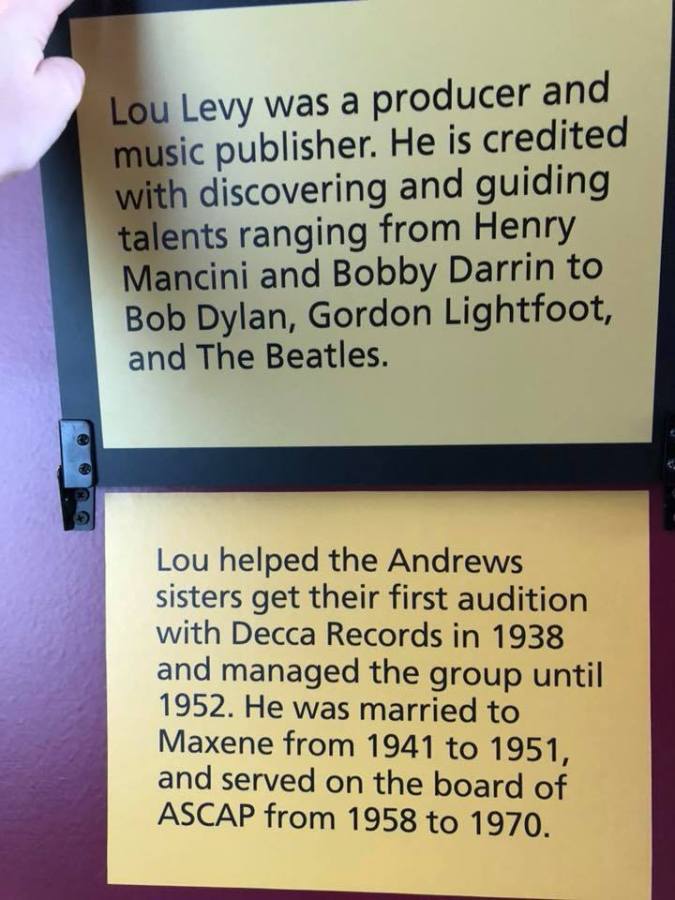 Lou Levy was a producer and
music publisher. He is credited
with discovering and guiding
talents ranging from Henry
Mancini and Bobby Darrin to
Bob Dylan, Gordon Lightfoot,
and The Beatles.
Lou helped the Andrews
sisters get their first audition
with Decca Records in 1938
and managed the group until
1952. He was married to
Maxene from 1941 to 1951,
and served on the board of
ASCAP from 1958 to 1970.